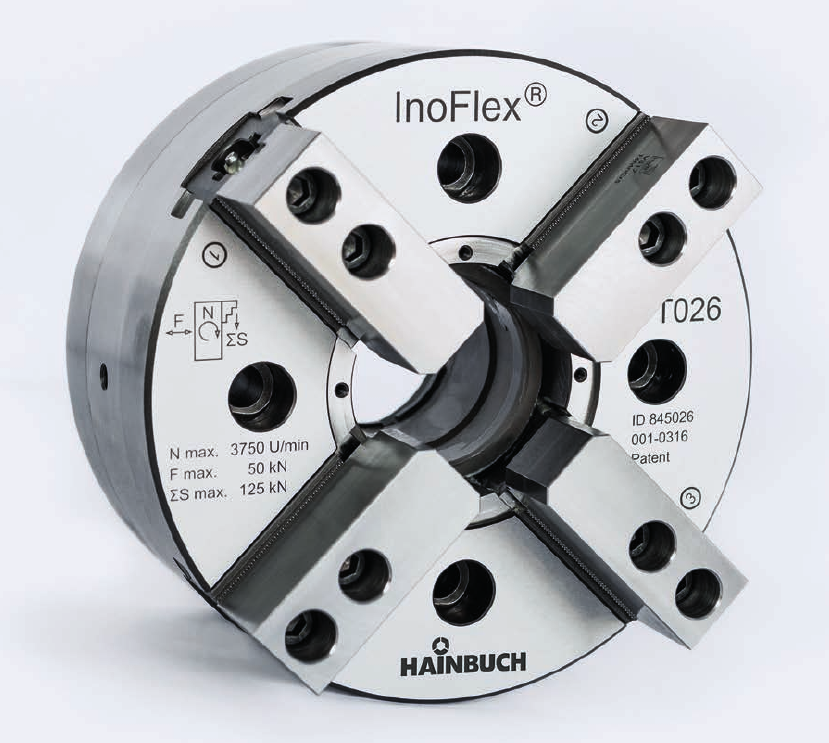 InoFlex®
2
1
T026
N
F
ΣS
ID 845026
001-0316
Patent
N max. 3750 U/min
F max. 50 kN
ΣS max. 125 kN
3
HAINBUCH